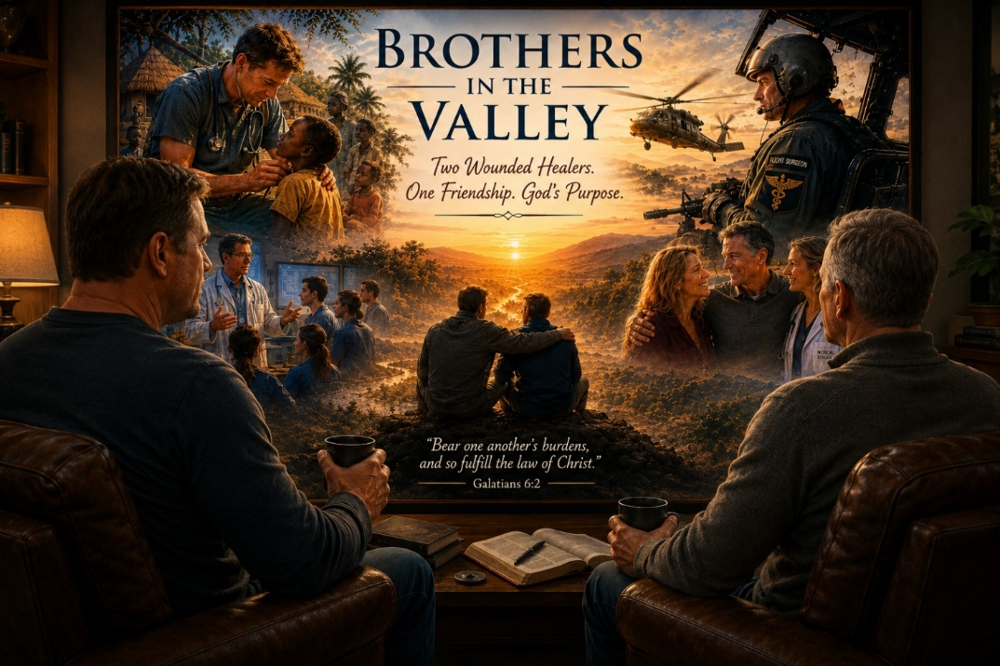 BROTHERS
IN THE
VALLEY
Two Wounded Healers.
One Friendship. God's Purpose.
FLIGHT SURGEON
"Bear one another's burdens,
and so fulfill the law of Christ."
Galatians 6:2